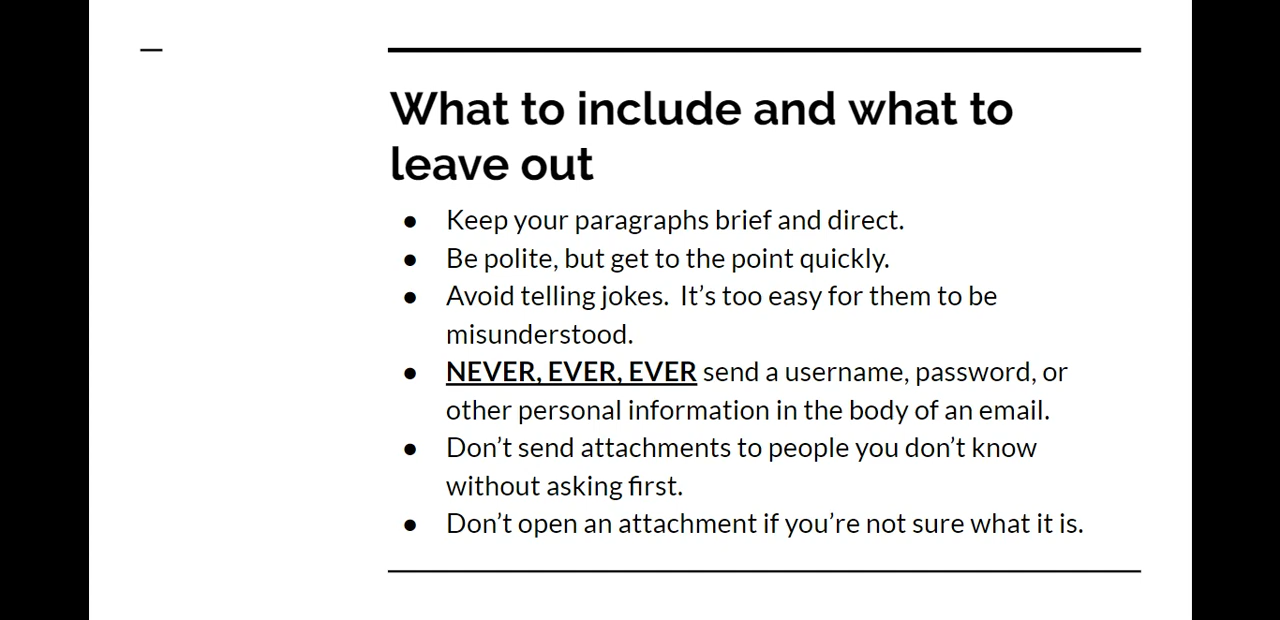 What to include and what to
leave out
● Keep your paragraphs brief and direct.
● Be polite, but get to the point quickly.
● Avoid telling jokes.  It’s too easy for them to be
misunderstood.
● NEVER, EVER, EVER send a username, password, or
other personal information in the body of an email.
● Don’t send attachments to people you don’t know
without asking first.
● Don’t open an attachment if you’re not sure what it is.